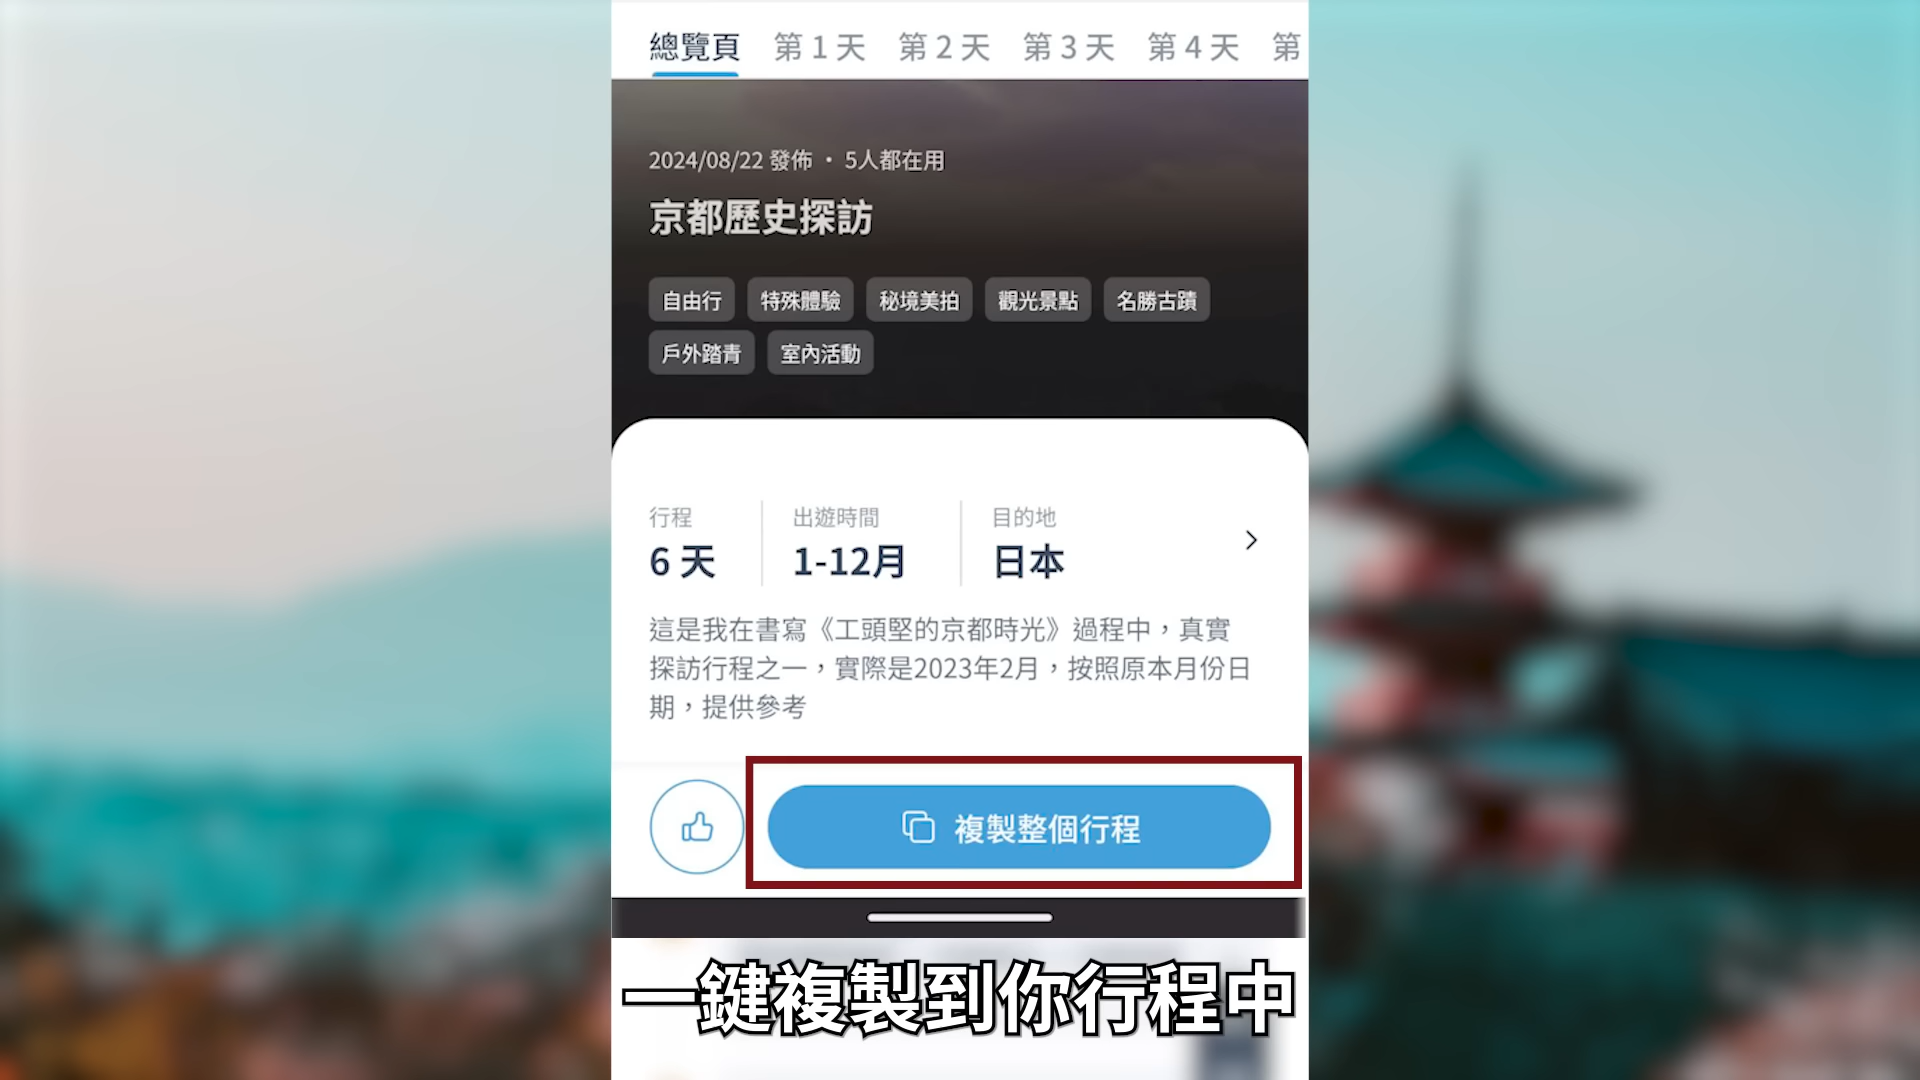 總覽頁 第1天 第2天 第3天 第4天 第
2024/08/22 發佈 · 5人都在用
京都歷史探訪
自由行 特殊體驗 秘境美拍 觀光景點 名勝古蹟
戶外踏青 室內活動
行程 出遊時間 目的地
6 天 1-12月 日本
這是我在書寫《工頭堅的京都時光》過程中，真實
探訪行程之一，實際是2023年2月，按照原本月份日
期，提供參考
複製整個行程
一鍵複製到你行程中